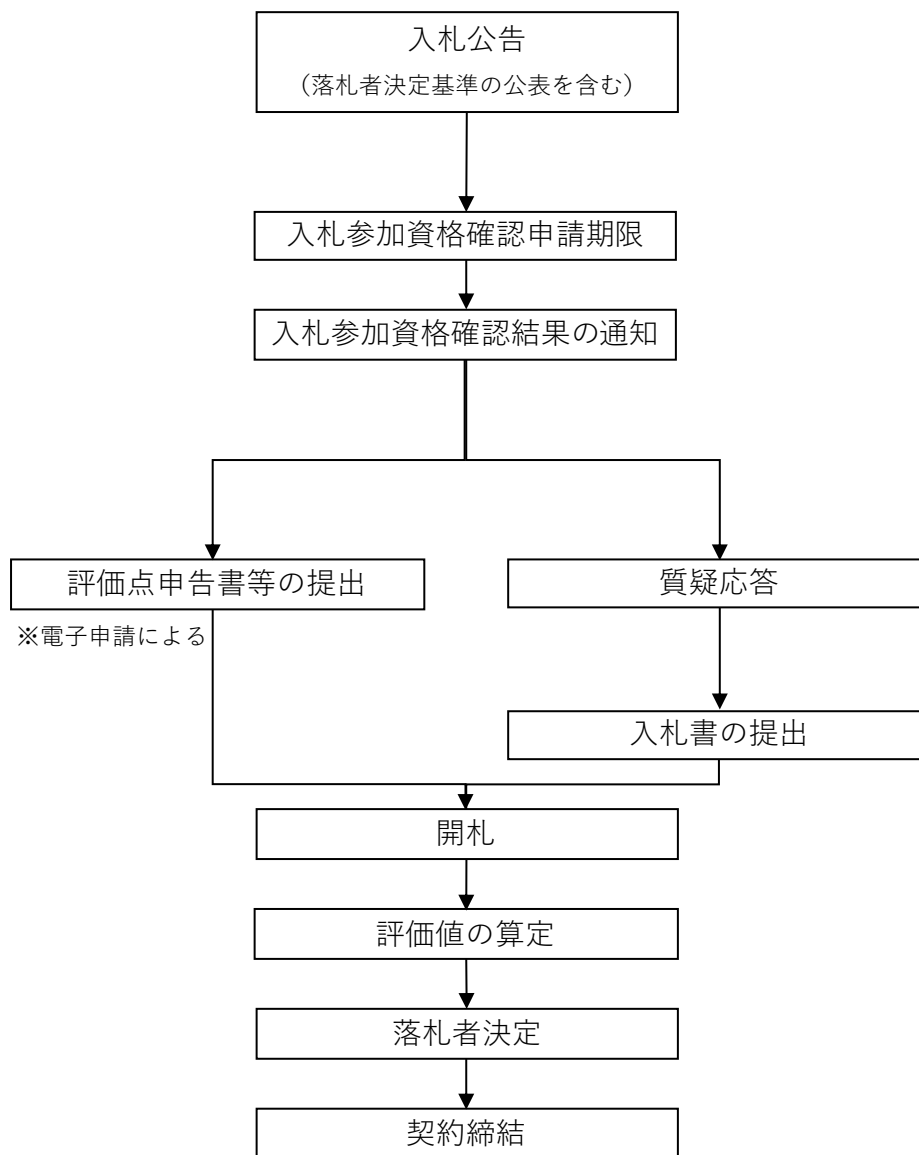 入札公告
（落札者決定基準の公表を含む）
入札参加資格確認申請期限
入札参加資格確認結果の通知
評価点申告書等の提出
※電子申請による
質疑応答
入札書の提出
開札
評価値の算定
落札者決定
契約締結